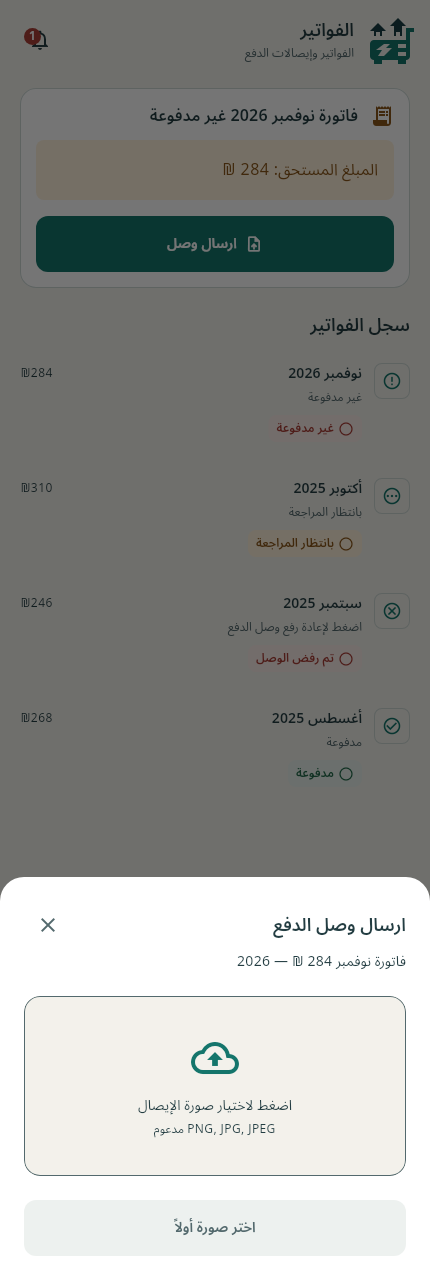 الفواتير
الفواتير وإيصالات الدفع
1
فاتورة نوفمبر 2026 غير مدفوعة
المبلغ المستحق: 284 ₪
ارسال وصل
سجل الفواتير
نوفمبر 2026
₪284
غير مدفوعة
غير مدفوعة
أكتوبر 2025
₪310
بانتظار المراجعة
بانتظار المراجعة
سبتمبر 2025
₪246
اضغط لإعادة رفع وصل الدفع
تم رفض الوصل
أغسطس 2025
₪268
مدفوعة
مدفوعة
ارسال وصل الدفع
فاتورة نوفمبر 284 ₪ — 2026
اضغط لاختيار صورة الإيصال
PNG, JPG, JPEG مدعوم
اختر صورة أولاً